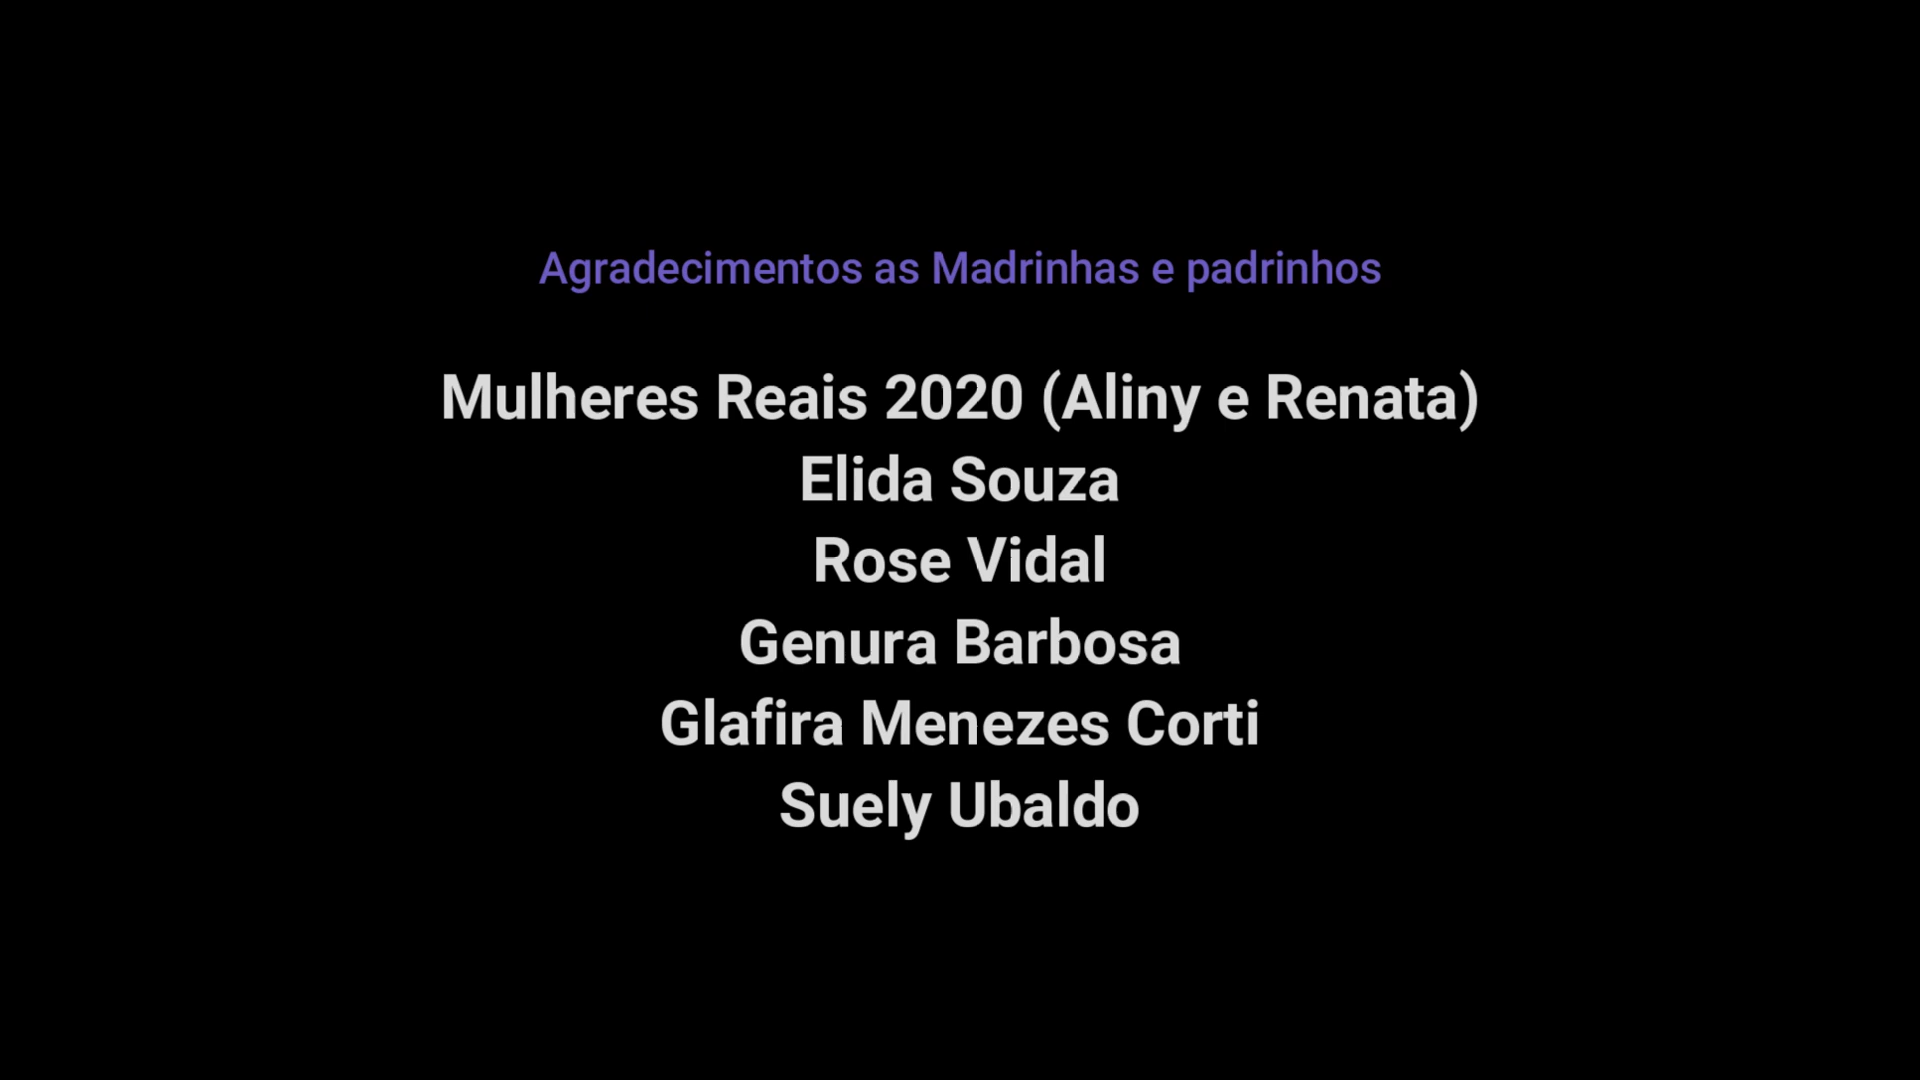 Agradecimentos as Madrinhas e padrinhos
Mulheres Reais 2020 (Aliny e Renata)
Elida Souza
Rose Vidal
Genura Barbosa
Glafira Menezes Corti
Suely Ubaldo